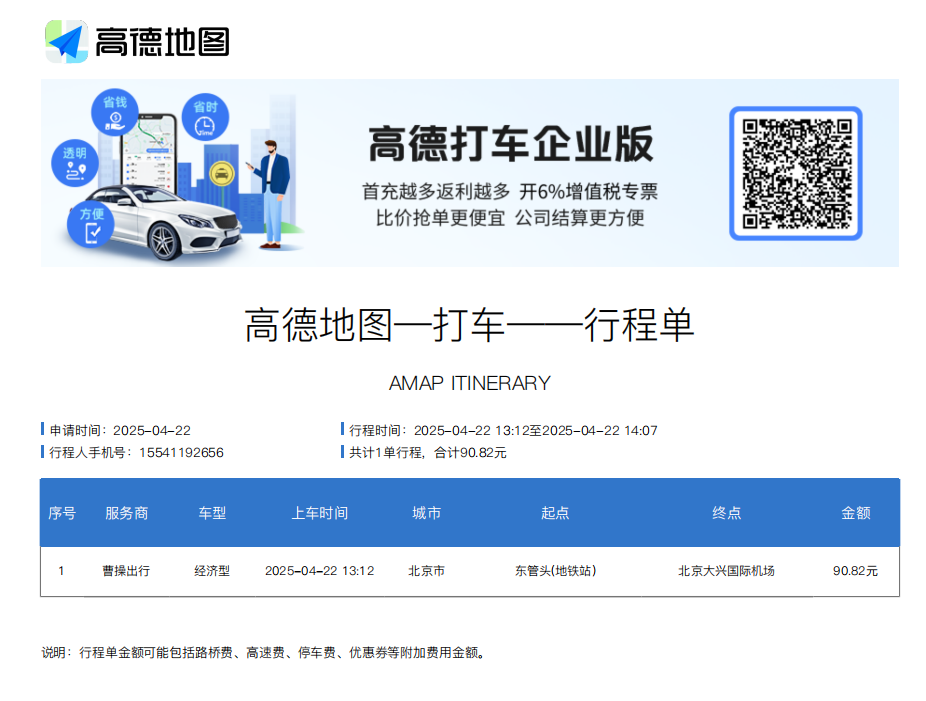 高德地图
省钱
省时
透明
方便
高德打车企业版
首充越多返利越多 开6%增值税专票
比价抢单更便宜 公司结算更方便
高德地图—打车——行程单
AMAP ITINERARY
申请时间：2025-04-22 行程时间：2025-04-22 13:12至2025-04-22 14:07
行程人手机号：15541192656 共计1单行程，合计90.82元
序号 服务商 车型 上车时间 城市 起点 终点 金额
1 曹操出行 经济型 2025-04-22 13:12 北京市 东管头(地铁站) 北京大兴国际机场 90.82元
说明：行程单金额可能包括路桥费、高速费、停车费、优惠券等附加费用金额。